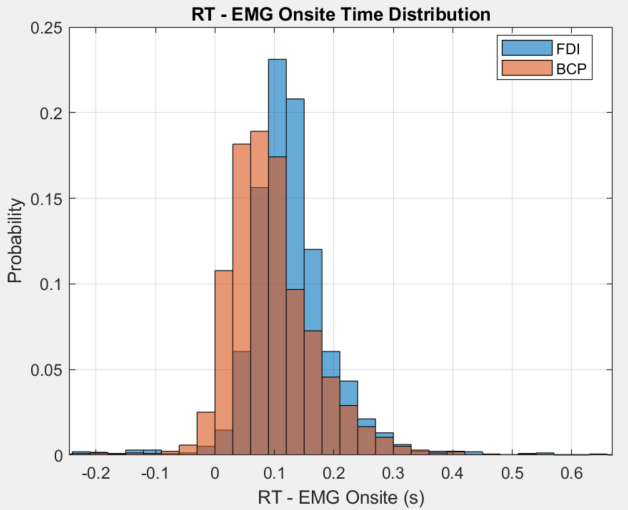 RT - EMG Onsite Time Distribution
0.25
0.2
0.15
0.1
0.05
0
Probability
FDI
BCP
-0.2 -0.1 0 0.1 0.2 0.3 0.4 0.5 0.6
RT - EMG Onsite (s)